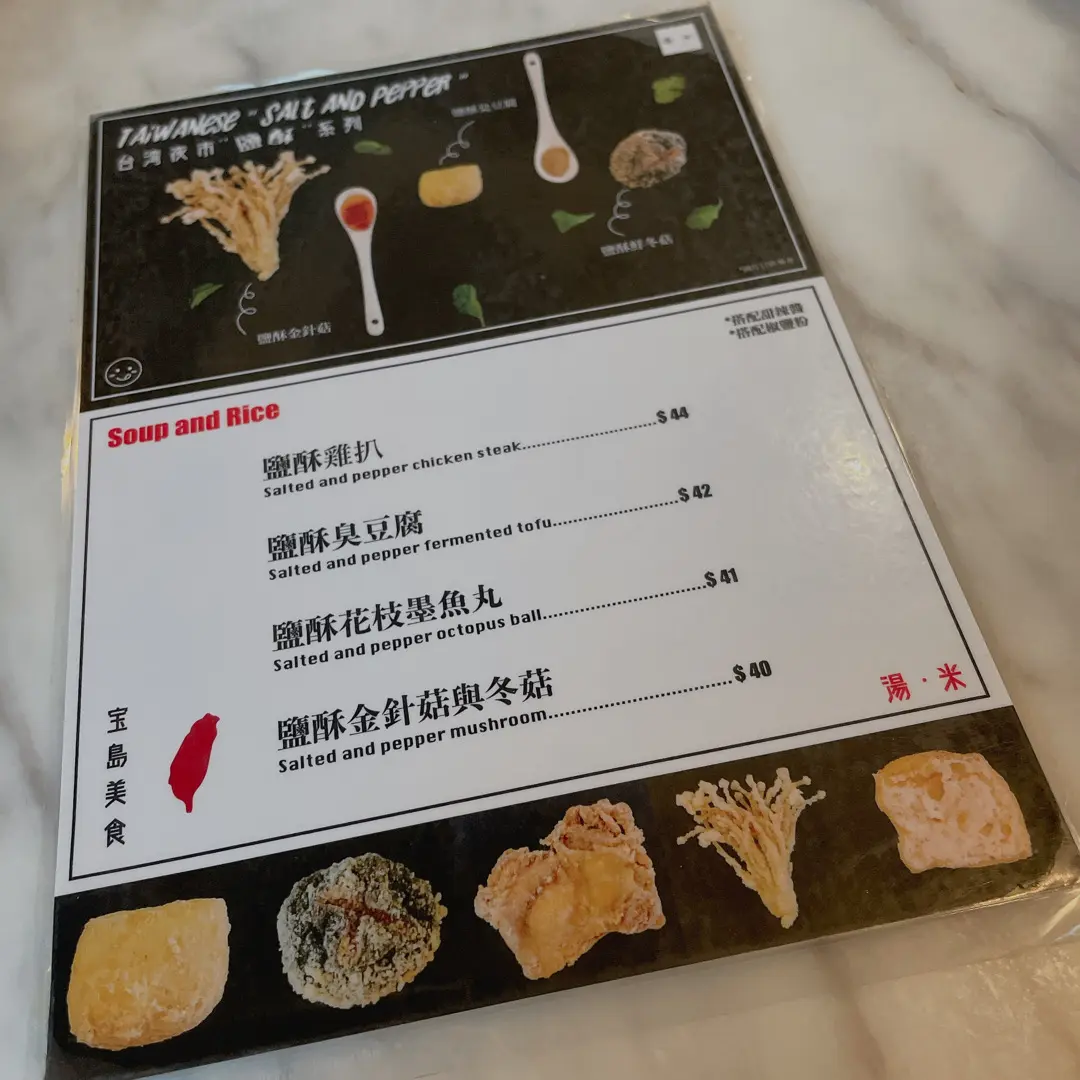 TAIWANESE "SALT AND PEPPER"
台湾夜市"鹽酥"系列
鹽酥臭豆腐
鹽酥鮮冬菇
鹽酥金針菇
*搭配甜辣醬
*搭配椒鹽粉
Soup and Rice
鹽酥雞扒
Salted and pepper chicken steak $ 44
鹽酥臭豆腐
Salted and pepper fermented tofu $ 42
鹽酥花枝墨魚丸
Salted and pepper octopus ball $ 41
鹽酥金針菇與冬菇
Salted and pepper mushroom $ 40
湯·米
宝島美食